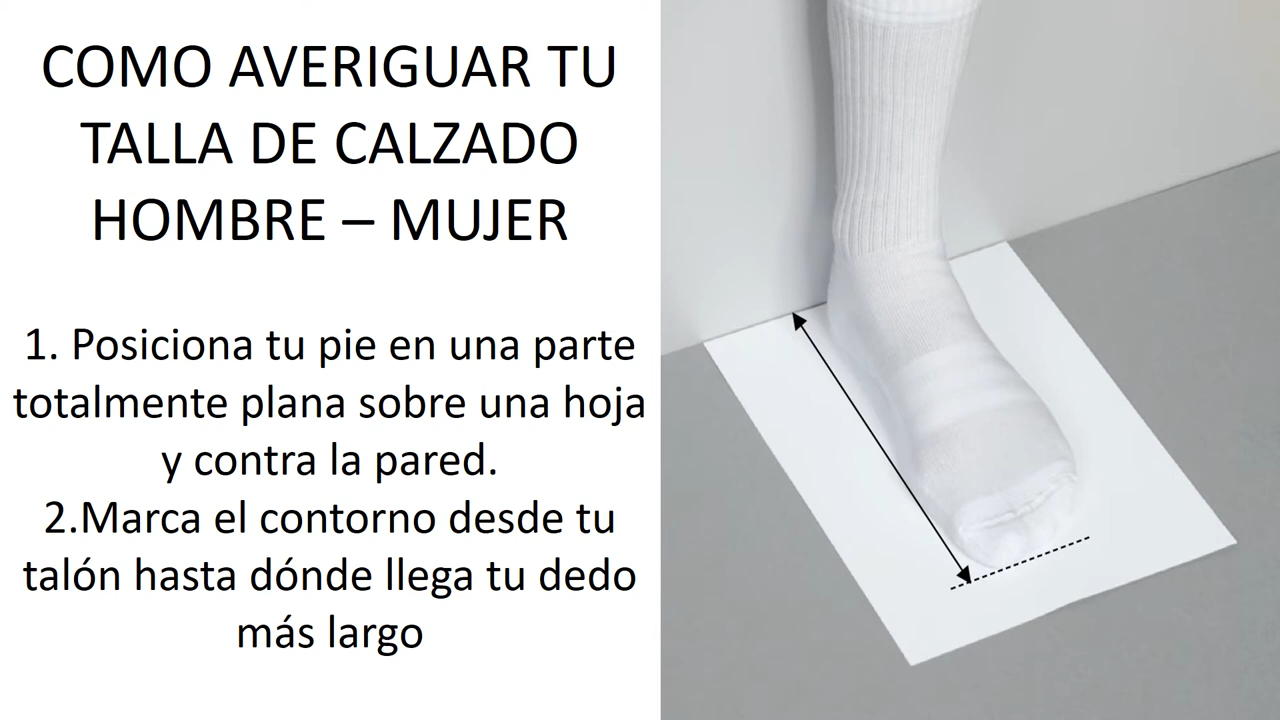 COMO AVERIGUAR TU
TALLA DE CALZADO
HOMBRE – MUJER
1. Posiciona tu pie en una parte
totalmente plana sobre una hoja
y contra la pared.
2.Marca el contorno desde tu
talón hasta dónde llega tu dedo
más largo